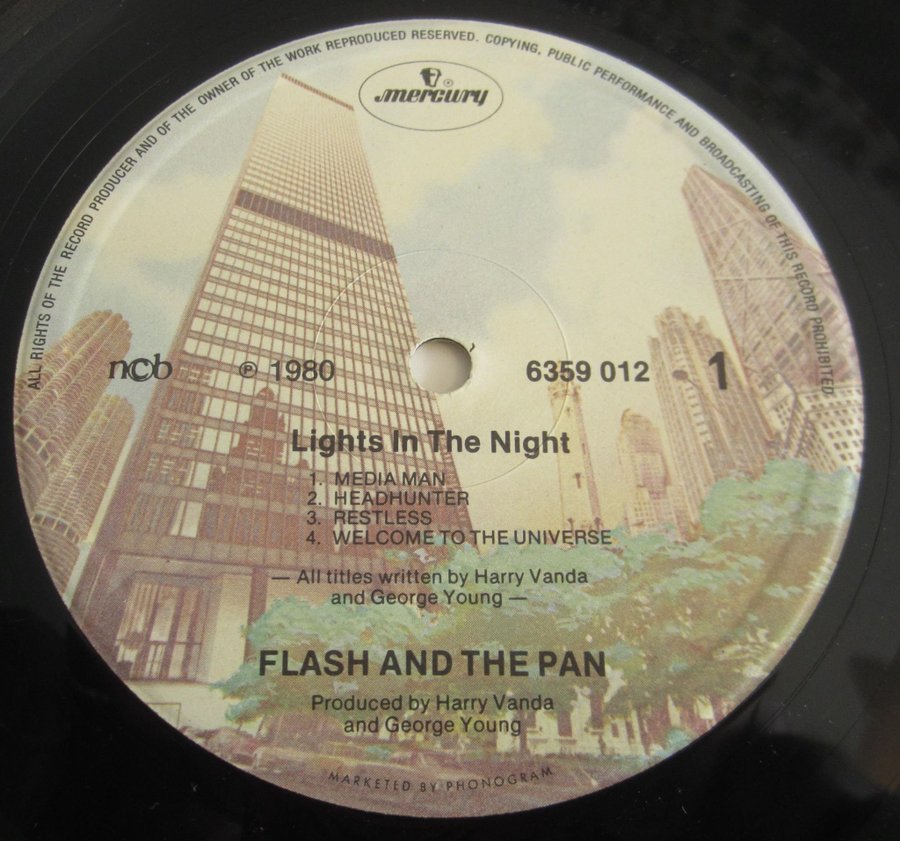 ALL RIGHTS OF THE RECORD PRODUCER AND OF THE OWNER OF THE WORK REPRODUCED RESERVED. COPYING, PUBLIC PERFORMANCE AND BROADCASTING OF THIS RECORD PROHIBITED
mercury ®
ncb ℗ 1980 6359 012 1
Lights In The Night
1. MEDIA MAN
2. HEADHUNTER
3. RESTLESS
4. WELCOME TO THE UNIVERSE
— All titles written by Harry Vanda
and George Young —
FLASH AND THE PAN
Produced by Harry Vanda
and George Young
MARKETED BY PHONOGRAM